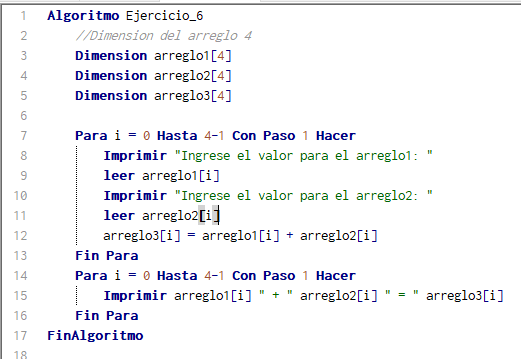 1 Algoritmo Ejercicio_6
2 //Dimension del arreglo 4
3 Dimension arreglo1[4]
4 Dimension arreglo2[4]
5 Dimension arreglo3[4]
6
7 Para i = 0 Hasta 4-1 Con Paso 1 Hacer
8 Imprimir "Ingrese el valor para el arreglo1: "
9 leer arreglo1[i]
10 Imprimir "Ingrese el valor para el arreglo2: "
11 leer arreglo2[i]
12 arreglo3[i] = arreglo1[i] + arreglo2[i]
13 Fin Para
14 Para i = 0 Hasta 4-1 Con Paso 1 Hacer
15 Imprimir arreglo1[i] " + " arreglo2[i] " = " arreglo3[i]
16 Fin Para
17 FinAlgoritmo
18